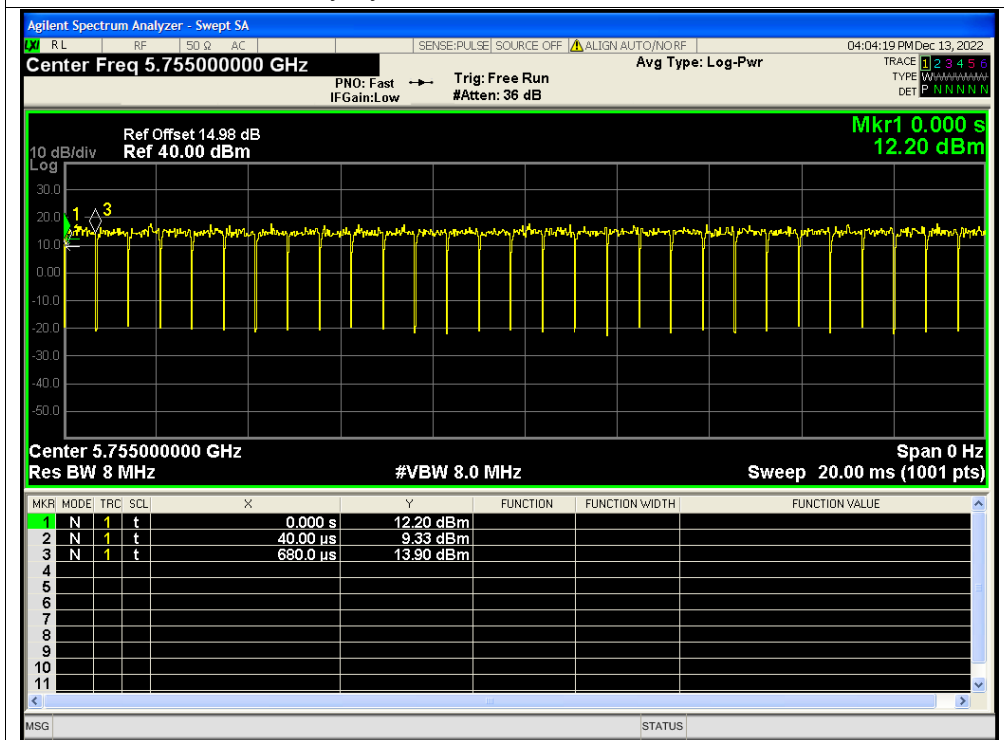 Agilent Spectrum Analyzer - Swept SA
LXI RL RF 50 Ω AC SENSE:PULSE SOURCE OFF ALIGN AUTO/NO RF 04:04:19 PM Dec 13, 2022
Center Freq 5.755000000 GHz Avg Type: Log-Pwr TRACE 1 2 3 4 5 6
PNO: Fast Trig: Free Run TYPE WWWWWW
IFGain:Low #Atten: 36 dB DET P N N N N N
Mkr1 0.000 s
Ref Offset 14.98 dB
10 dB/div Ref 40.00 dBm 12.20 dBm
Log
30.0
20.0 1 3
10.0
0.00
-10.0
-20.0
-30.0
-40.0
-50.0
Center 5.755000000 GHz Span 0 Hz
Res BW 8 MHz #VBW 8.0 MHz Sweep 20.00 ms (1001 pts)
MKR MODE TRC SCL X Y FUNCTION FUNCTION WIDTH FUNCTION VALUE
1 N 1 t 0.000 s 12.20 dBm
2 N 1 t 40.00 µs 9.33 dBm
3 N 1 t 680.0 µs 13.90 dBm
4
5
6
7
8
9
10
11
MSG STATUS